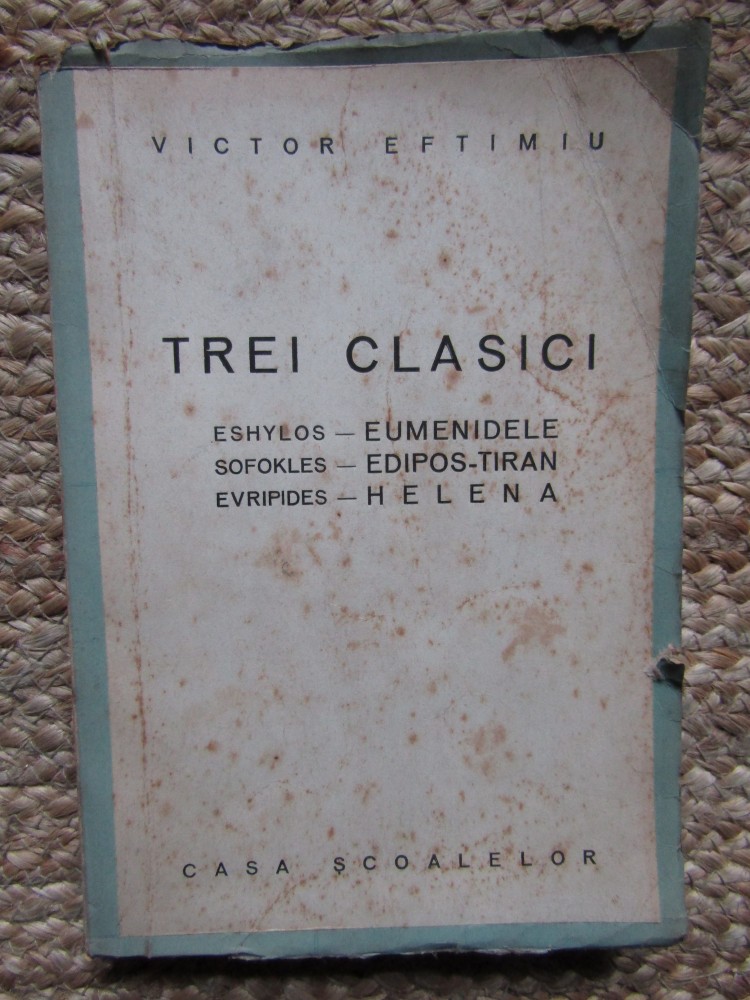 VICTOR EFTIMIU
TREI CLASICI
ESHYLOS — EUMENIDELE
SOFOKLES — EDIPOS-TIRAN
EVRIPIDES — HELENA
CASA ȘCOALELOR